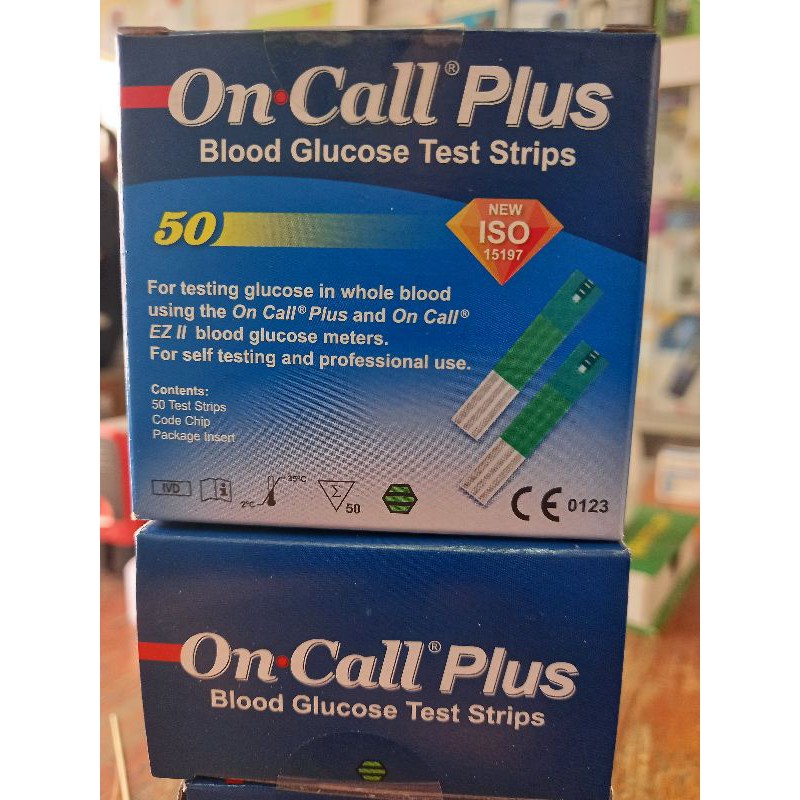 On Call® Plus
Blood Glucose Test Strips
50
NEW
ISO
15197
For testing glucose in whole blood
using the On Call® Plus and On Call®
EZ II blood glucose meters.
For self testing and professional use.
Contents:
50 Test Strips
Code Chip
Package Insert
IVD
i
2°C
35°C
Σ
50
CE 0123
On Call® Plus
Blood Glucose Test Strips